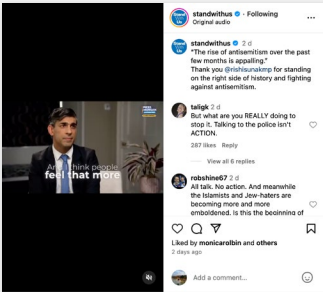 And I think people
feel that more
standwithus • Following
Original audio
standwithus 2 d
"The rise of antisemitism over the past
few months is appalling."
Thank you @rishisunakmp for standing
on the right side of history and fighting
against antisemitism.
taligk 2 d
But what are you REALLY doing to
stop it. Talking to the police isn't
ACTION.
287 likes Reply
View all 6 replies
robshine67 2 d
All talk. No action. And meanwhile
the Islamists and Jew-haters are
becoming more and more
emboldened. Is this the beginning of
Liked by monicarolbin and others
2 days ago
Add a comment...